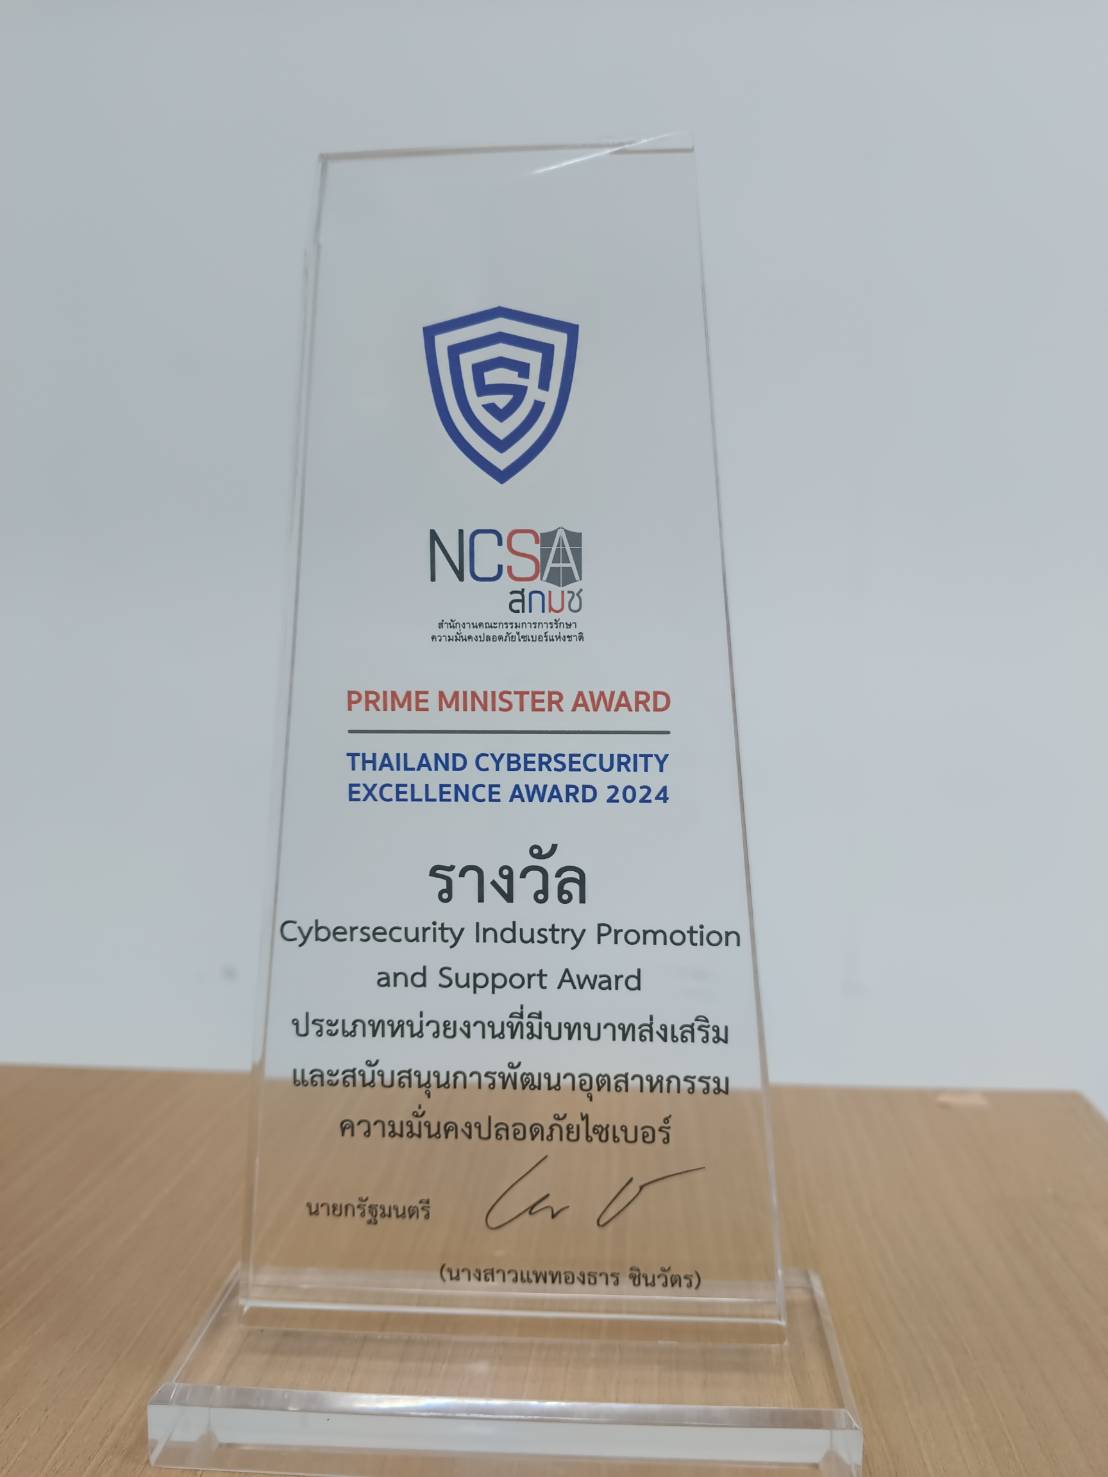 NCSA
สกมช
สำนักงานคณะกรรมการการรักษา
ความมั่นคงปลอดภัยไซเบอร์แห่งชาติ
PRIME MINISTER AWARD
THAILAND CYBERSECURITY
EXCELLENCE AWARD 2024
รางวัล
Cybersecurity Industry Promotion
and Support Award
ประเภทหน่วยงานที่มีบทบาทส่งเสริม
และสนับสนุนการพัฒนาอุตสาหกรรม
ความมั่นคงปลอดภัยไซเบอร์
นายกรัฐมนตรี
(นางสาวแพทองธาร ชินวัตร)